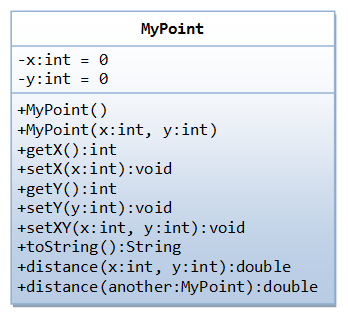 MyPoint
-x:int = 0
-y:int = 0
+MyPoint()
+MyPoint(x:int, y:int)
+getX():int
+setX(x:int):void
+getY():int
+setY(y:int):void
+setXY(x:int, y:int):void
+toString():String
+distance(x:int, y:int):double
+distance(another:MyPoint):double